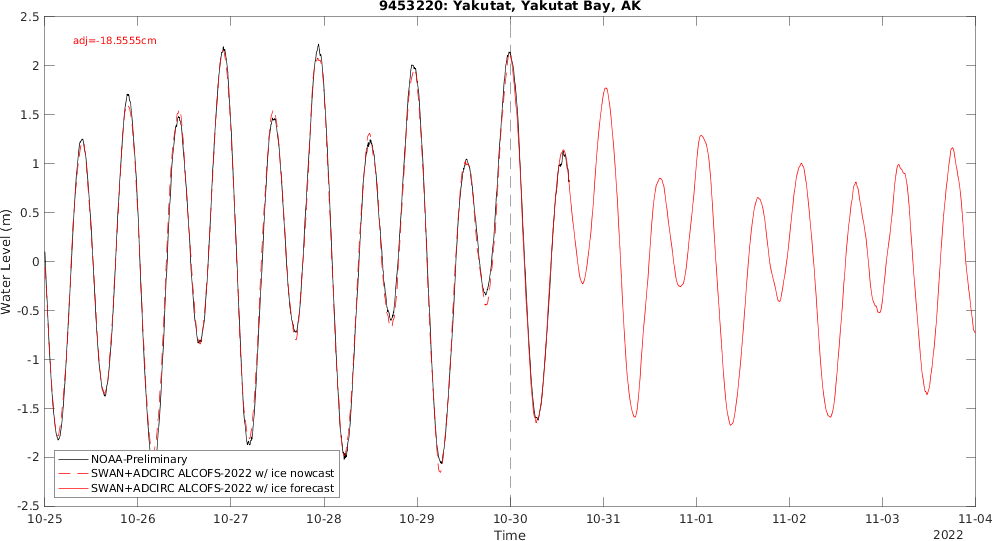 9453220: Yakutat, Yakutat Bay, AK
adj=-18.5555cm
Water Level (m)
2.5
2
1.5
1
0.5
0
-0.5
-1
-1.5
-2
-2.5
NOAA-Preliminary
SWAN+ADCIRC ALCOFS-2022 w/ ice nowcast
SWAN+ADCIRC ALCOFS-2022 w/ ice forecast
10-25 10-26 10-27 10-28 10-29 10-30 10-31 11-01 11-02 11-03 11-04
Time
2022